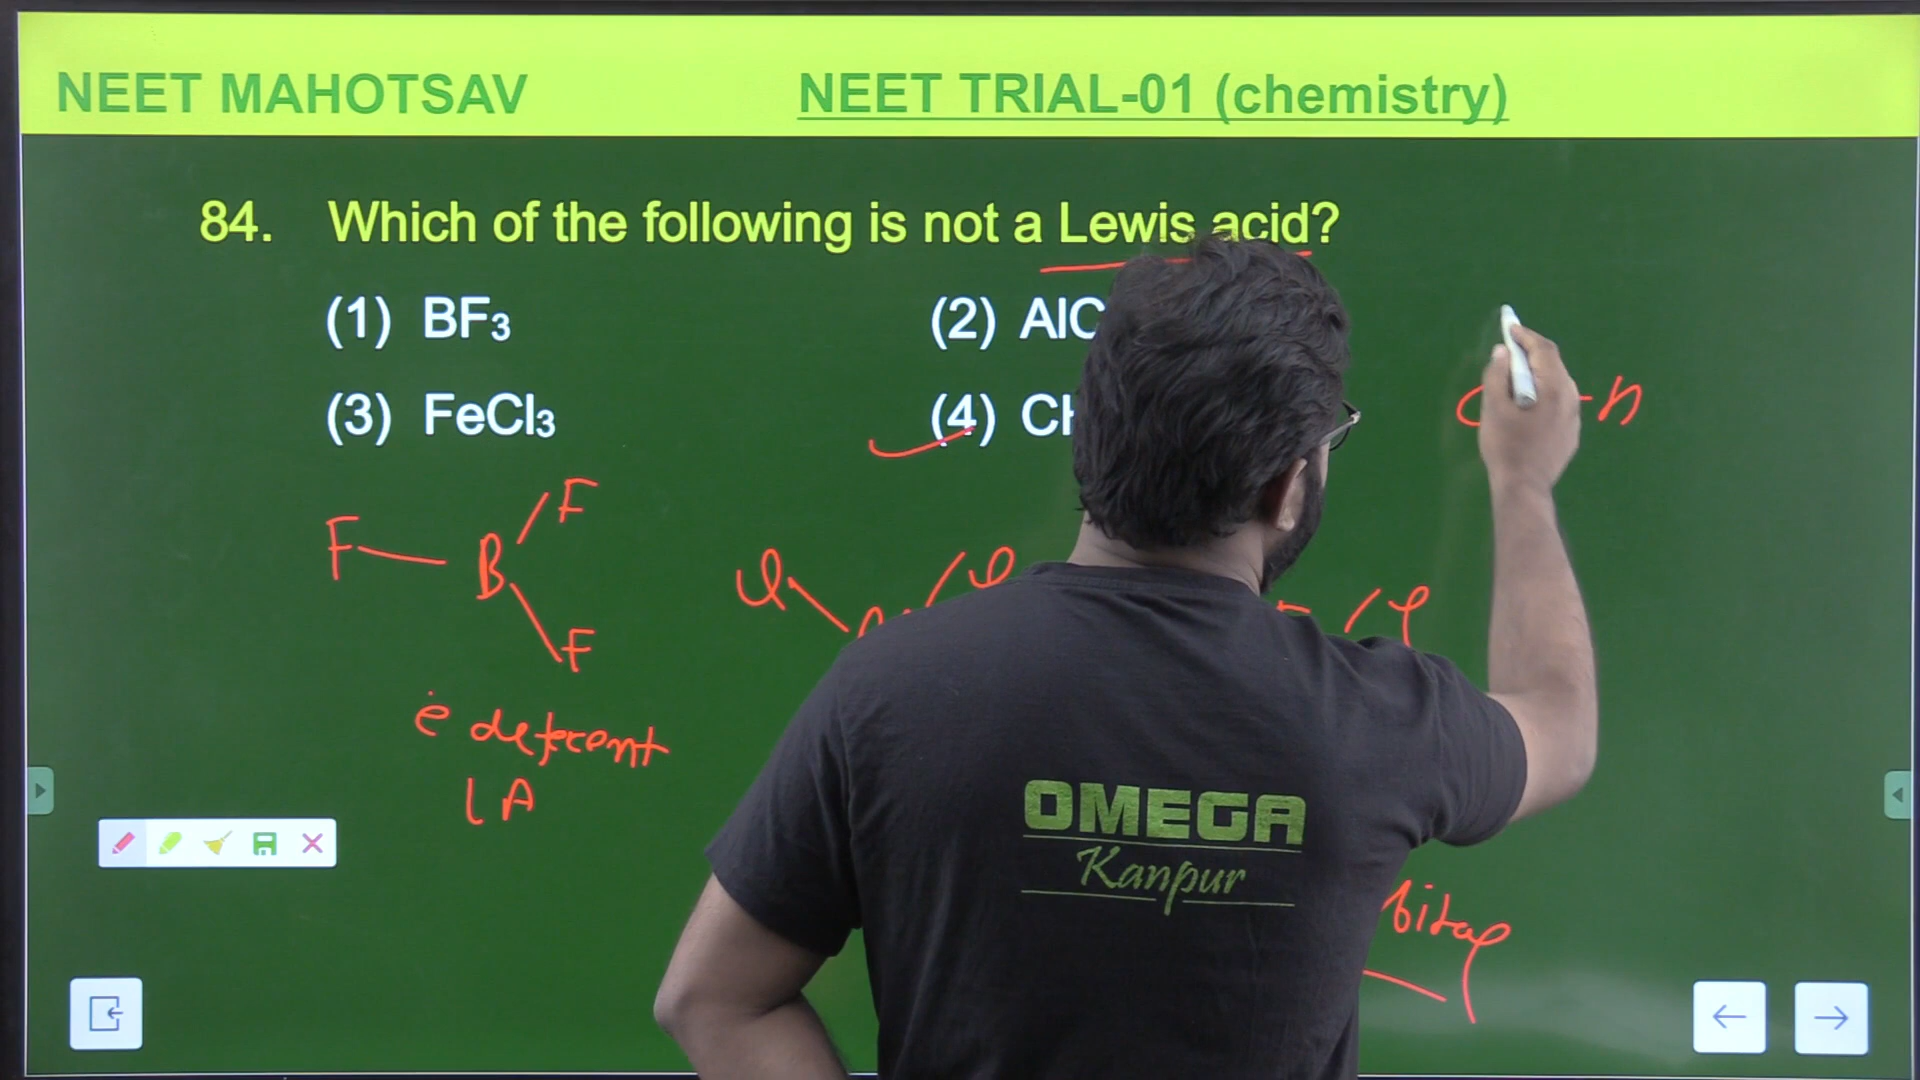 NEET MAHOTSAV
NEET TRIAL-01 (chemistry)
84. Which of the following is not a Lewis acid?
(1) BF₃
(2) AlC
(3) FeCl₃
(4) CH
F B F
F
LA
OMEGA
Kanpur